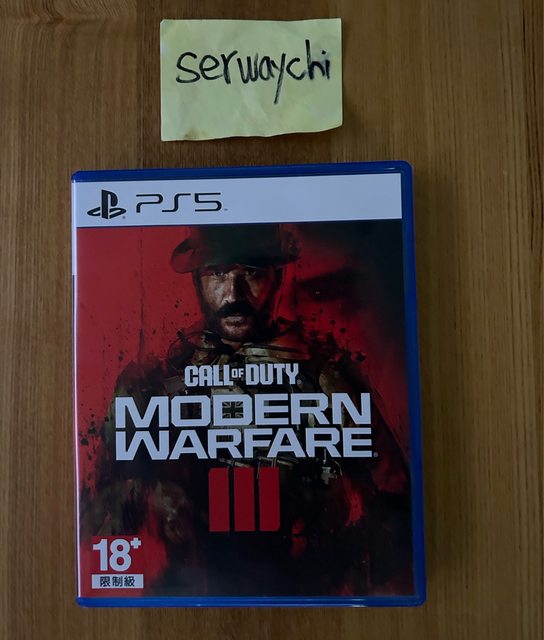 serwaychi
PS5
CALL OF DUTY
MODERN
WARFARE
III
18+
限制級